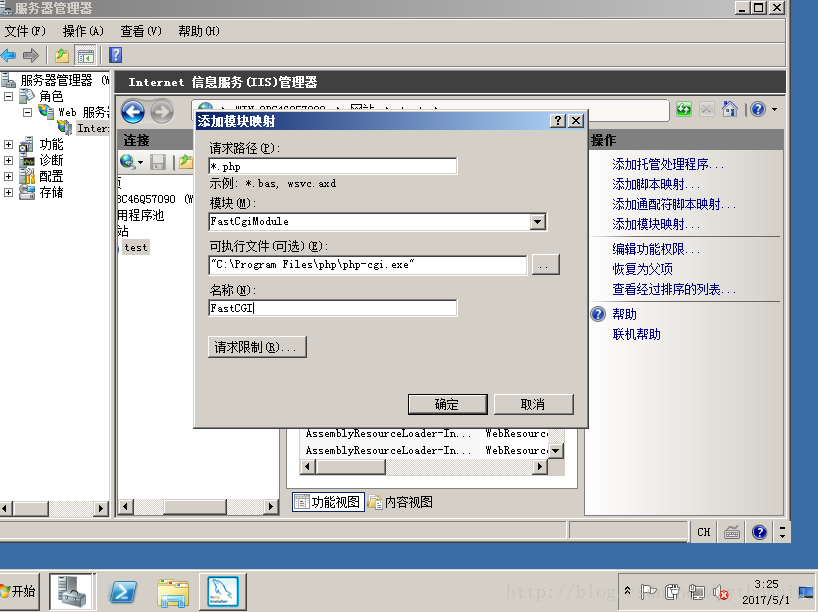 服务器管理器
文件(F) 操作(A) 查看(V) 帮助(H)
服务器管理器 (W
角色
Web 服务
Inter
功能
诊断
配置
存储
Internet 信息服务(IIS)管理器
连接
8C46Q57090 (W
用程序池
站
test
添加模块映射
请求路径(P):
*.php
示例: *.bas, wsvc.axd
模块(M):
FastCgiModule
可执行文件(可选)(E):
"C:\Program Files\php\php-cgi.exe"
...
名称(N):
FastCGI
请求限制(R)...
确定 取消
AssemblyResourceLoader-In... WebResourc
AssemblyResourceLoader-In... WebResourc
功能视图 内容视图
操作
添加托管处理程序...
添加脚本映射...
添加通配符脚本映射...
添加模块映射...
编辑功能权限...
恢复为父项
查看经过排序的列表...
帮助
联机帮助
CH
开始
3:25
2017/5/1